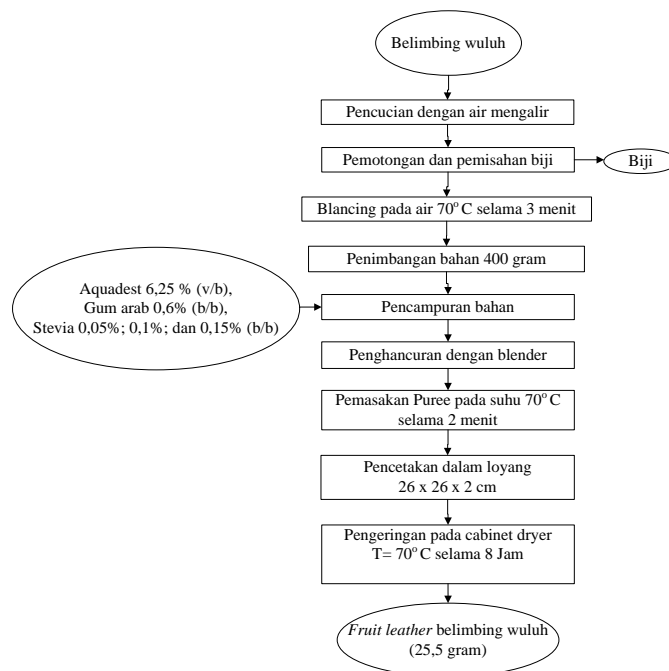 Belimbing wuluh
Pencucian dengan air mengalir
Pemotongan dan pemisahan biji
Biji
Blancing pada air 70°C selama 3 menit
Penimbangan bahan 400 gram
Aquadest 6,25 % (v/b),
Gum arab 0,6% (b/b),
Stevia 0,05%; 0,1%; dan 0,15% (b/b)
Pencampuran bahan
Penghancuran dengan blender
Pemasakan Puree pada suhu 70°C
selama 2 menit
Pencetakan dalam loyang
26 x 26 x 2 cm
Pengeringan pada cabinet dryer
T= 70°C selama 8 Jam
Fruit leather belimbing wuluh
(25,5 gram)